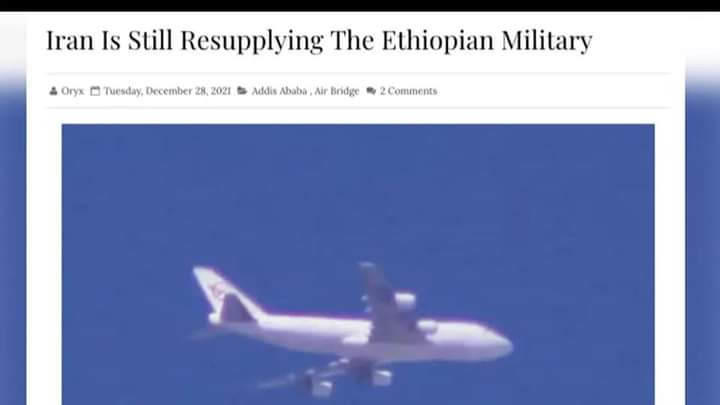 Iran Is Still Resupplying The Ethiopian Military
Oryx Tuesday, December 28, 2021 Addis Ababa , Air Bridge 2 Comments